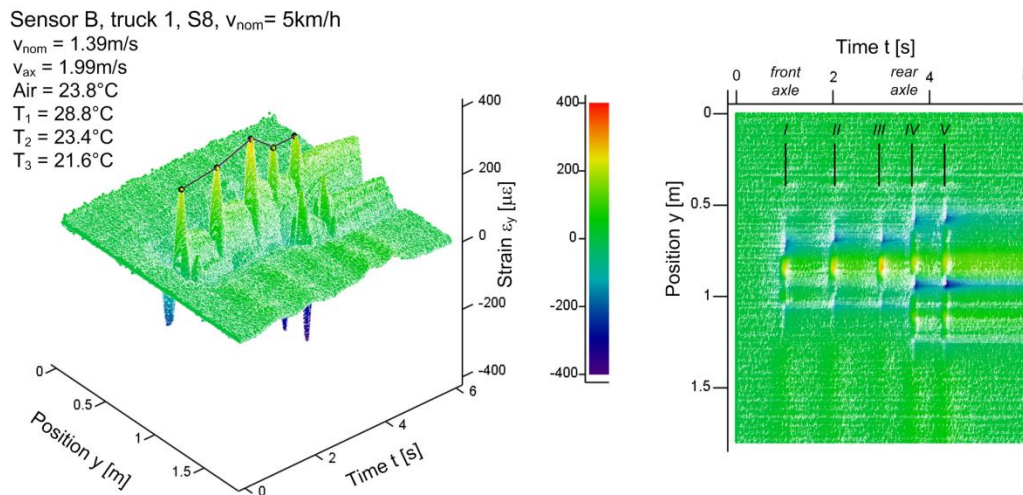 Sensor B, truck 1, S8, vnom= 5km/h
vnom = 1.39m/s
vax = 1.99m/s
Air = 23.8°C
T1 = 28.8°C
T2 = 23.4°C
T3 = 21.6°C
400
200
0
-200
-400
Strain εy [µε]
6
4
2
0
Time t [s]
0
0.5
1
1.5
Position y [m]
400
200
0
-200
-400
Time t [s]
0
front
axle
2
rear
axle
4
0
0.5
1
1.5
Position y [m]
I
II
III
IV
V